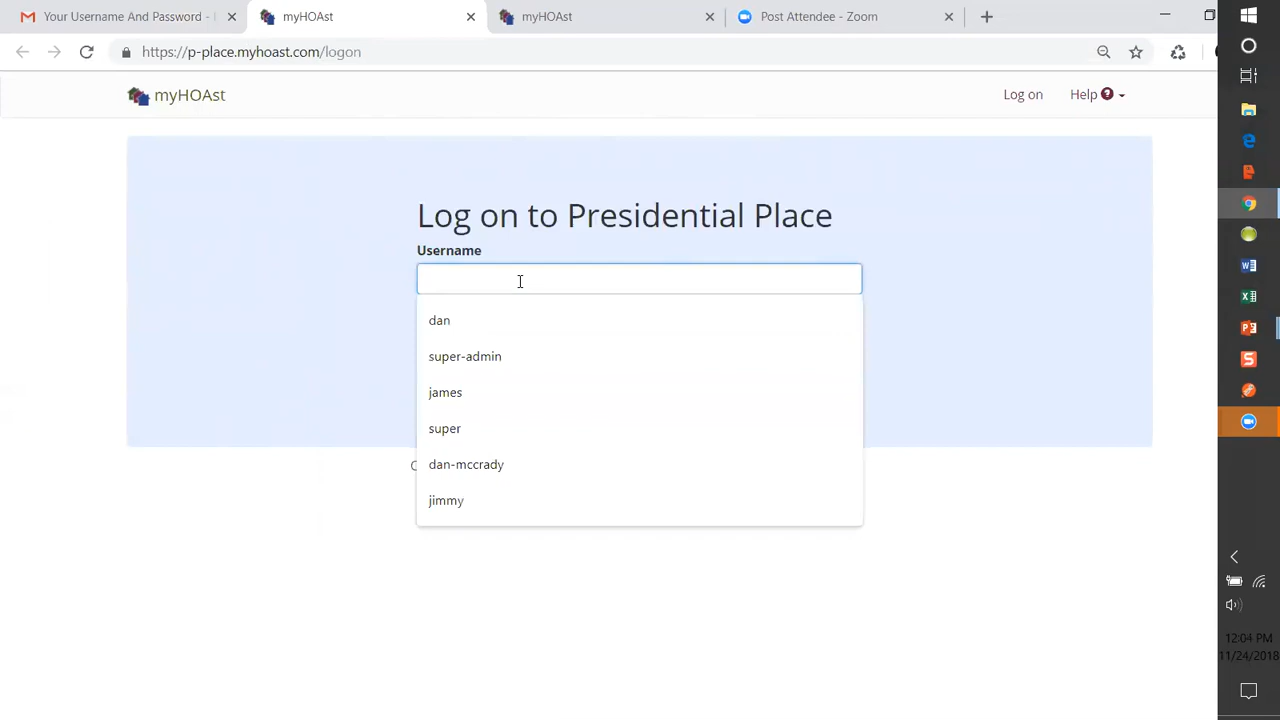 Your Username And Password -
myHOAst
myHOAst
Post Attendee - Zoom
https://p-place.myhoast.com/logon
myHOAst
Log on
Help
Log on to Presidential Place
Username
dan
super-admin
james
super
dan-mccrady
jimmy
12:04 PM
11/24/2018